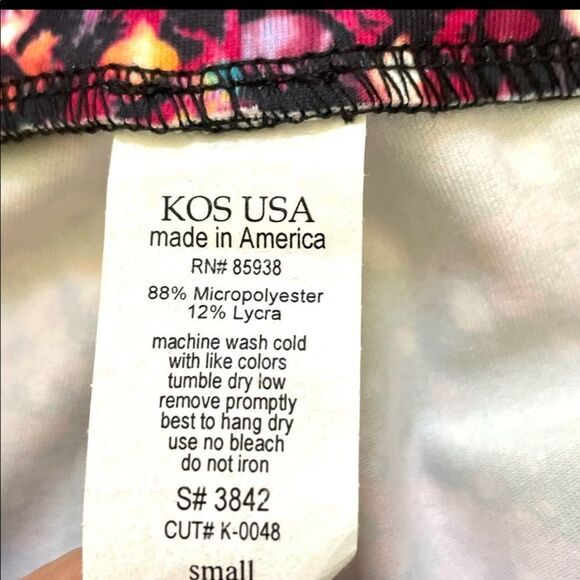 KOS USA
made in America
RN# 85938
88% Micropolyester
12% Lycra
machine wash cold
with like colors
tumble dry low
remove promptly
best to hang dry
use no bleach
do not iron
S# 3842
CUT# K-0048
small